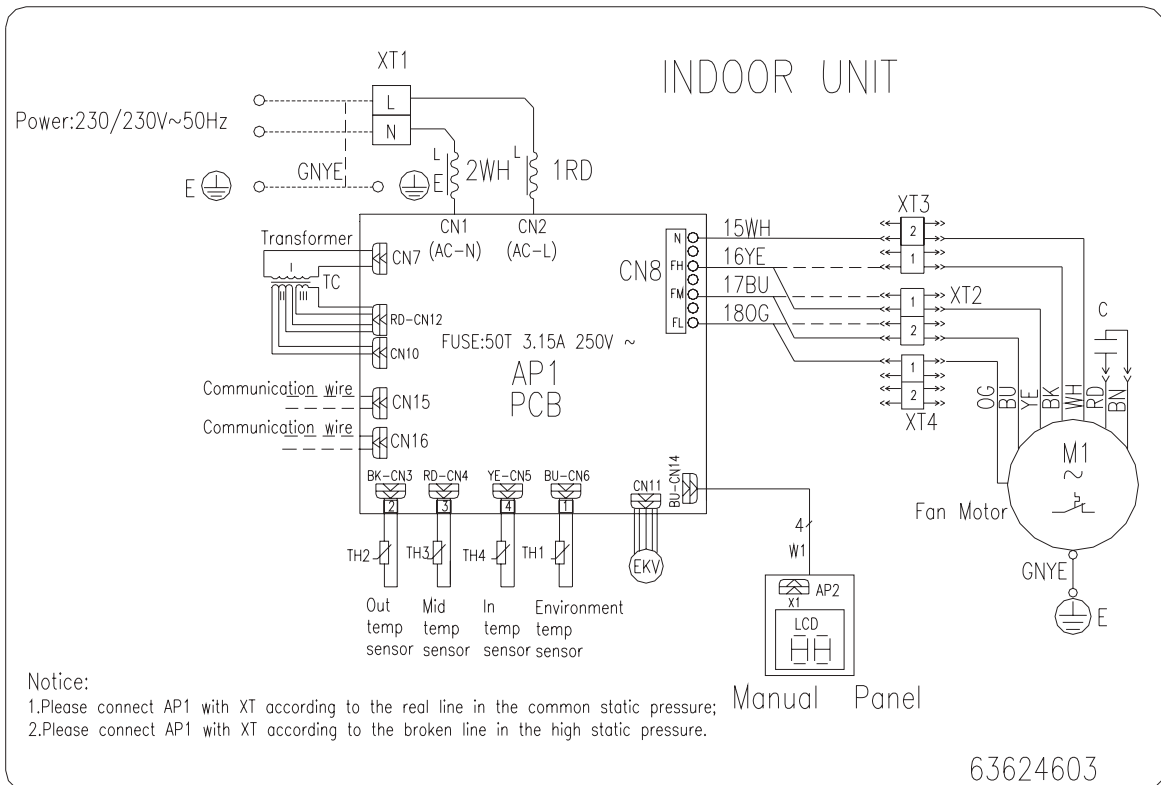 INDOOR UNIT
XT1
L
N
Power:230/230V~50Hz
GNYE
E
L
E
2WH
L
1RD
CN1
(AC-N)
CN2
(AC-L)
Transformer
CN7
I
TC
II
III
RD-CN12
CN10
FUSE:50T 3.15A 250V ~
AP1
PCB
Communication wire
CN15
Communication wire
CN16
CN8
N
FH
FM
FL
15WH
16YE
17BU
18OG
XT3
2
1
XT2
1
2
1
2
XT4
C
OG
BU
YE
BK
WH
RD
BN
M1
~
Fan Motor
GNYE
E
BK-CN3
RD-CN4
YE-CN5
BU-CN6
CN11
BU-CN14
2
3
4
1
TH2
TH3
TH4
TH1
EKV
4
W1
Out
temp
sensor
Mid
temp
sensor
In
temp
sensor
Environment
temp
sensor
AP2
X1
LCD
Manual Panel
Notice:
1.Please connect AP1 with XT according to the real line in the common static pressure;
2.Please connect AP1 with XT according to the broken line in the high static pressure.
63624603